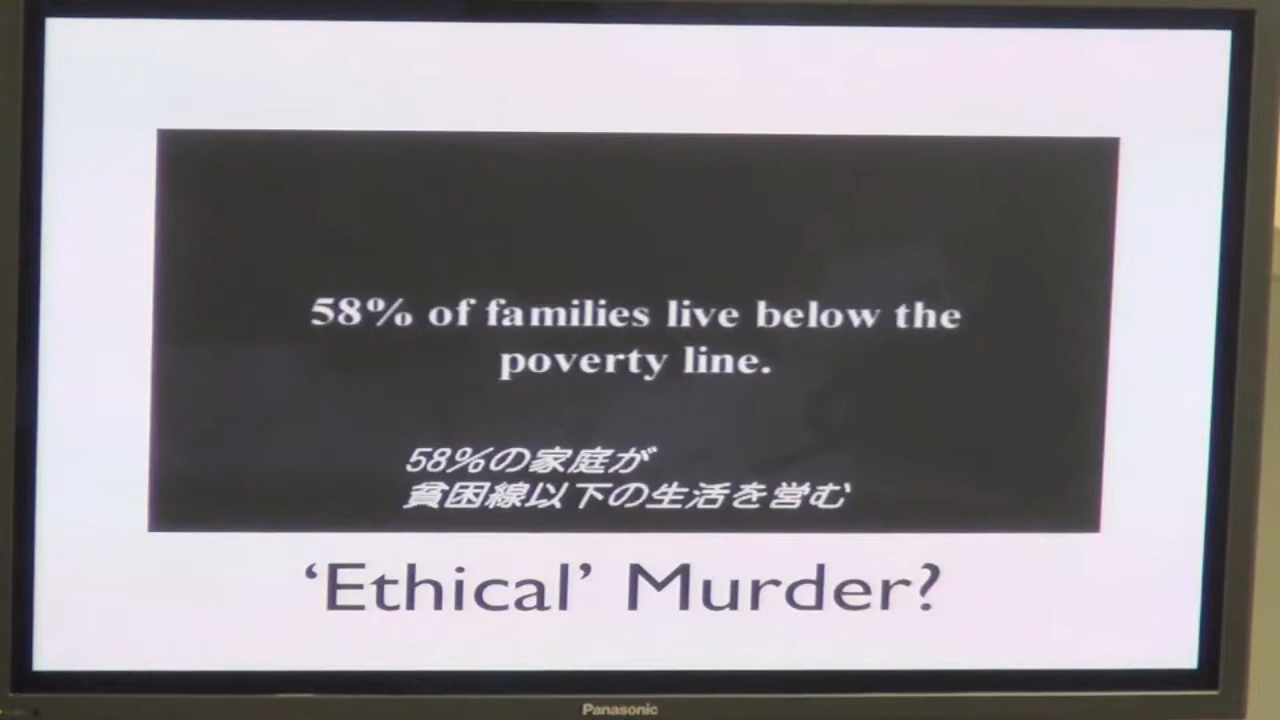 58% of families live below the
poverty line.
58%の家庭が
貧困線以下の生活を営む
‘Ethical’ Murder?
Panasonic